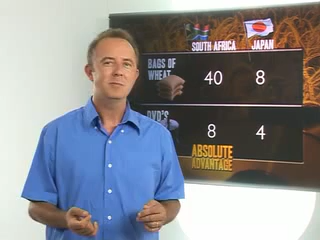 SOUTH AFRICA JAPAN
BAGS OF
WHEAT 40 8
DVD'S 8 4
ABSOLUTE
ADVANTAGE